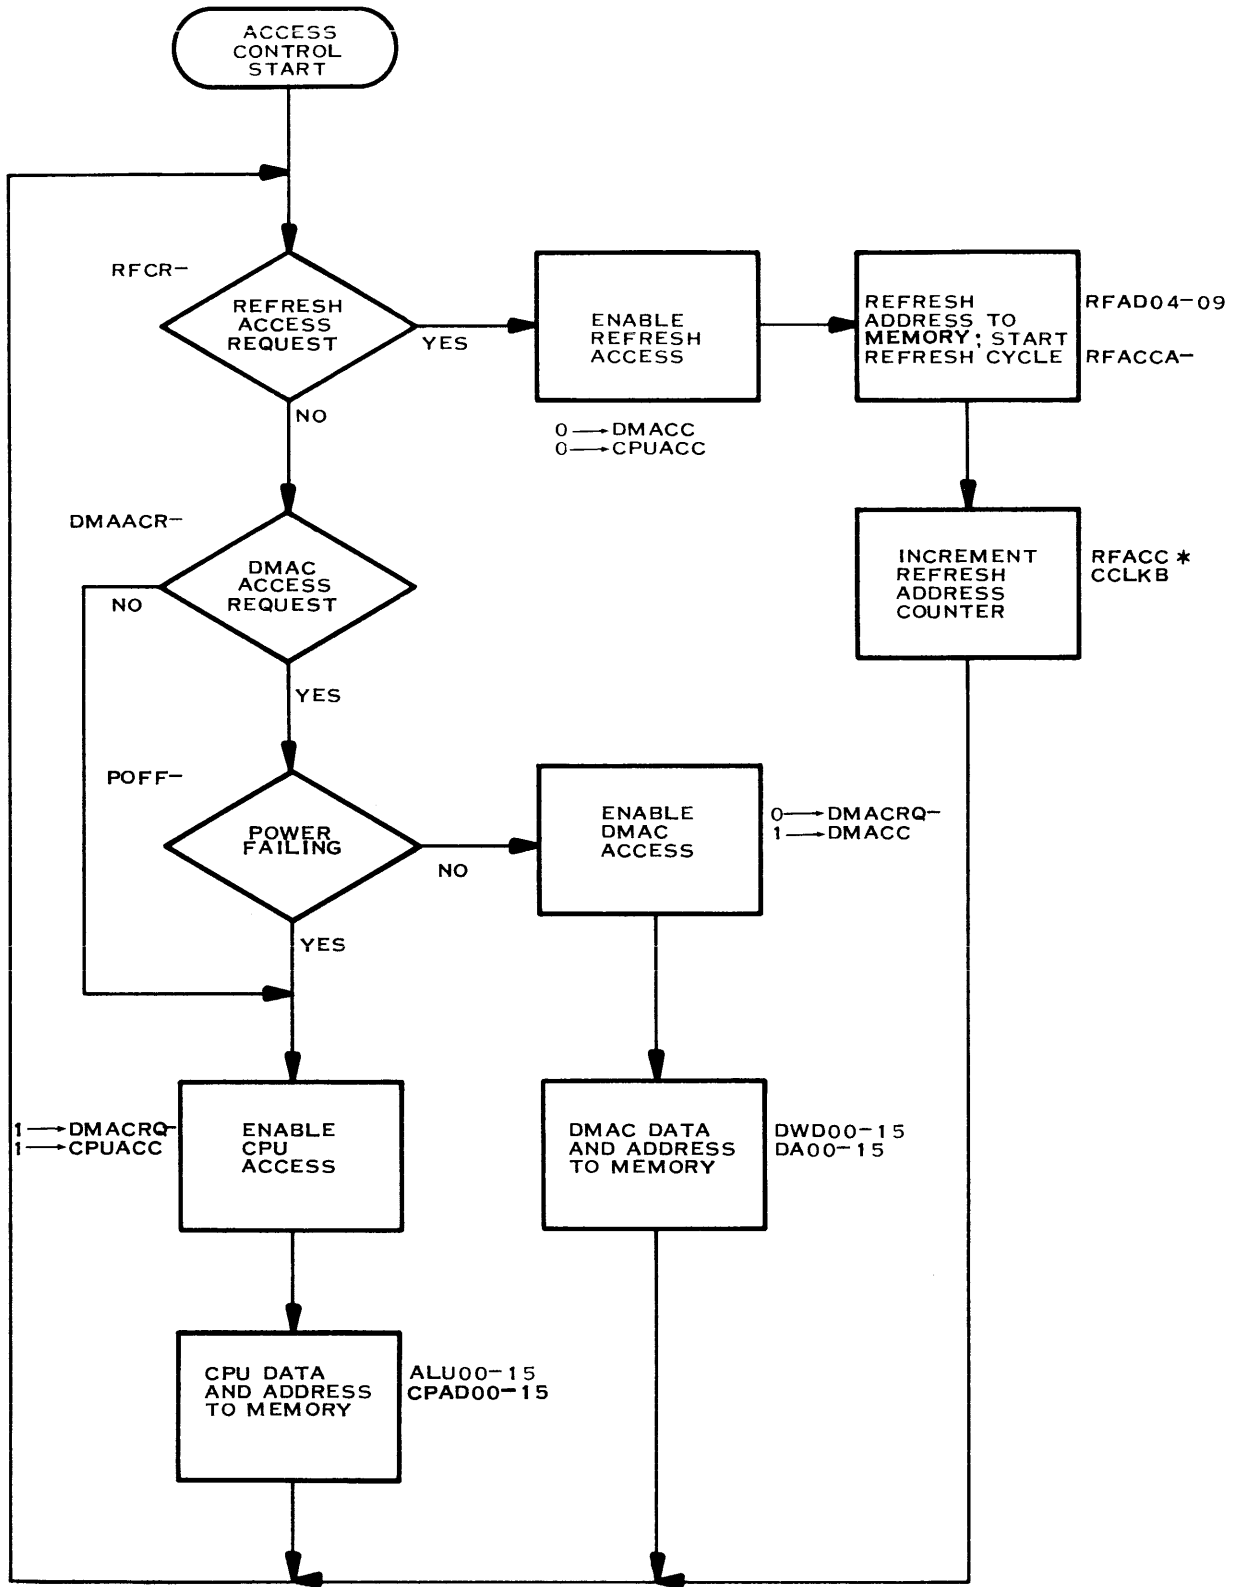 ACCESS
CONTROL
START
RFCR-
REFRESH
ACCESS
REQUEST
YES
NO
ENABLE
REFRESH
ACCESS
0→DMACC
0→CPUACC
REFRESH
ADDRESS TO
MEMORY; START
REFRESH CYCLE
RFAD04-09
RFACCA-
DMAACR-
DMAC
ACCESS
REQUEST
NO
YES
INCREMENT
REFRESH
ADDRESS
COUNTER
RFACC *
CCLKB
POFF-
POWER
FAILING
NO
YES
ENABLE
DMAC
ACCESS
0→DMACRQ-
1→DMACC
1→DMACRQ-
1→CPUACC
ENABLE
CPU
ACCESS
DMAC DATA
AND ADDRESS
TO MEMORY
DWD00-15
DA00-15
CPU DATA
AND ADDRESS
TO MEMORY
ALU00-15
CPAD00-15